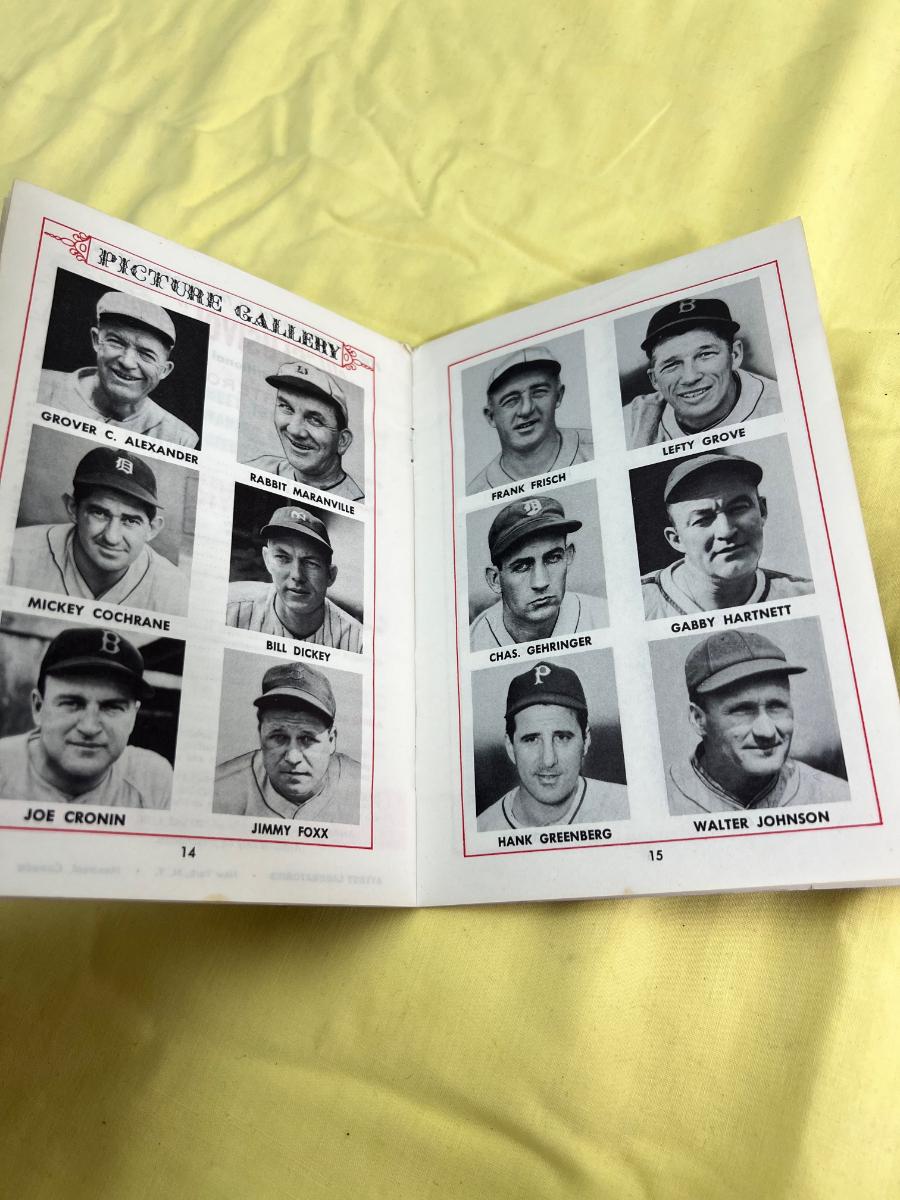 PICTURE GALLERY
GROVER C. ALEXANDER
RABBIT MARANVILLE
MICKEY COCHRANE
BILL DICKEY
JOE CRONIN
JIMMY FOXX
14
FRANK FRISCH
B
LEFTY GROVE
CHAS. GEHRINGER
GABBY HARTNETT
P
HANK GREENBERG
WALTER JOHNSON
15